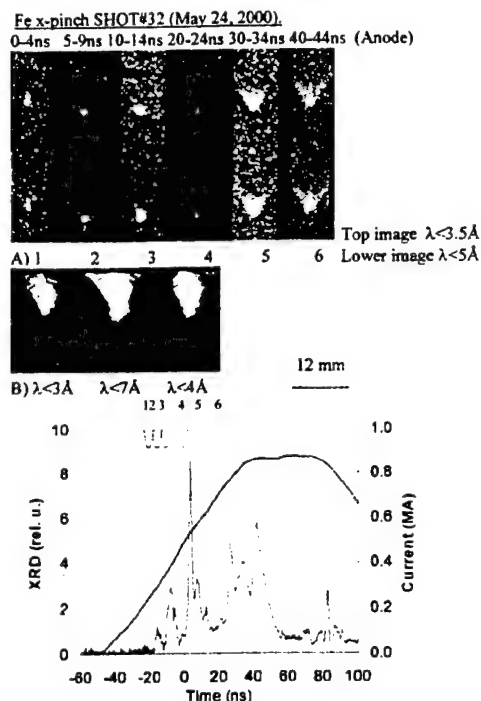 Fe x-pinch SHOT#32 (May 24, 2000).
0-4ns 5-9ns 10-14ns 20-24ns 30-34ns 40-44ns (Anode)
Top image λ<3.5Å
A) 1 2 3 4 5 6 Lower image λ<5Å
12 mm
B) λ<3Å λ<7Å λ<4Å
1 2 3 4 5 6
10 1.0
8 0.8
6 0.6
4 0.4
2 0.2
0 0.0
XRD (rel. u.)
Current (MA)
-60 -40 -20 0 20 40 60 80 100
Time (ns)